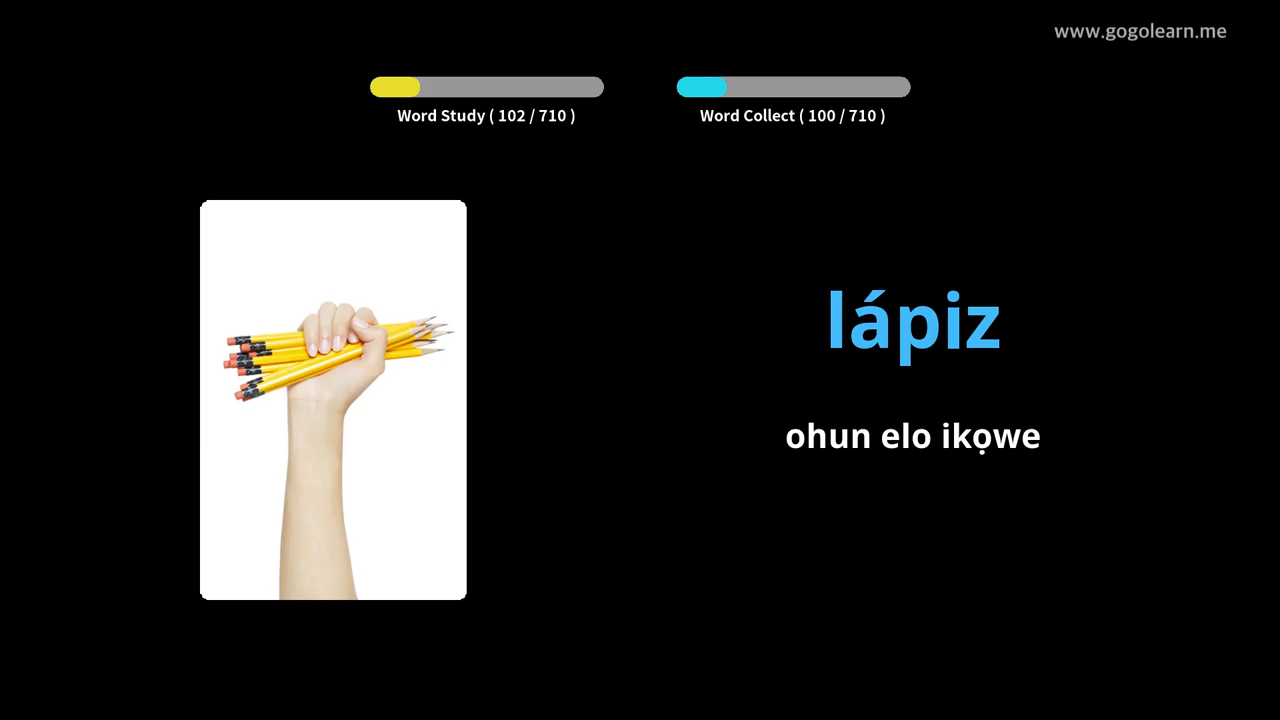 www.gogolearn.me
Word Study ( 102 / 710 )
Word Collect ( 100 / 710 )
lápiz
ohun elo ikọwe